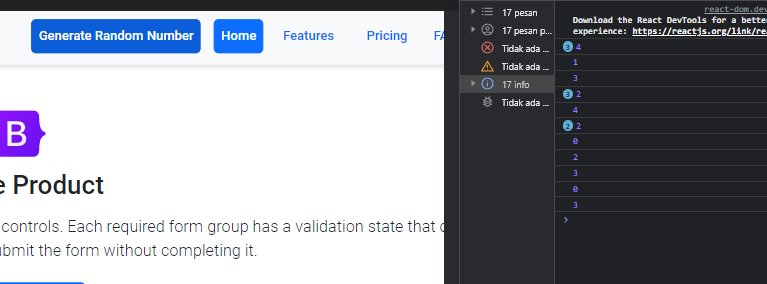 Generate Random Number
Home
Features
Pricing
FA
B
e Product
controls. Each required form group has a validation state that
ubmit the form without completing it.
17 pesan
17 pesan p...
Tidak ada ...
Tidak ada ...
17 info
Tidak ada ...
react-dom.dev
Download the React DevTools for a better
experience: https://reactjs.org/link/rea
3 4
1
3
3 2
4
2 2
0
2
3
0
3